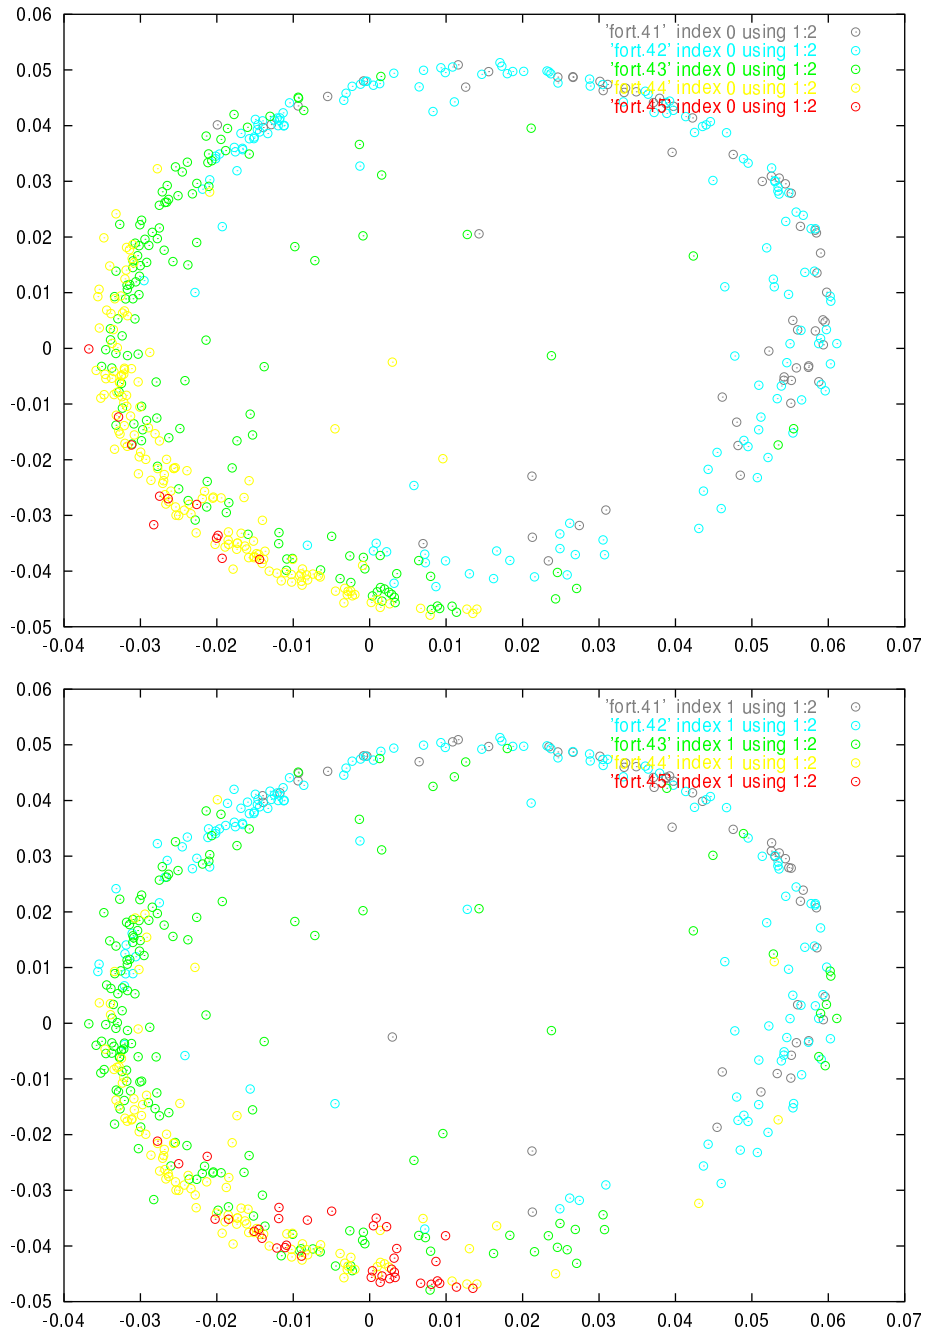 0.06
'fort.41' index 0 using 1:2
'fort.42' index 0 using 1:2
0.05
'fort.43' index 0 using 1:2
'fort.44' index 0 using 1:2
'fort.45' index 0 using 1:2
0.04
0.03
0.02
0.01
0
-0.01
-0.02
-0.03
-0.04
-0.05
-0.04 -0.03 -0.02 -0.01 0 0.01 0.02 0.03 0.04 0.05 0.06 0.07
0.06
'fort.41' index 1 using 1:2
'fort.42' index 1 using 1:2
0.05
'fort.43' index 1 using 1:2
'fort.44' index 1 using 1:2
'fort.45' index 1 using 1:2
0.04
0.03
0.02
0.01
0
-0.01
-0.02
-0.03
-0.04
-0.05
-0.04 -0.03 -0.02 -0.01 0 0.01 0.02 0.03 0.04 0.05 0.06 0.07